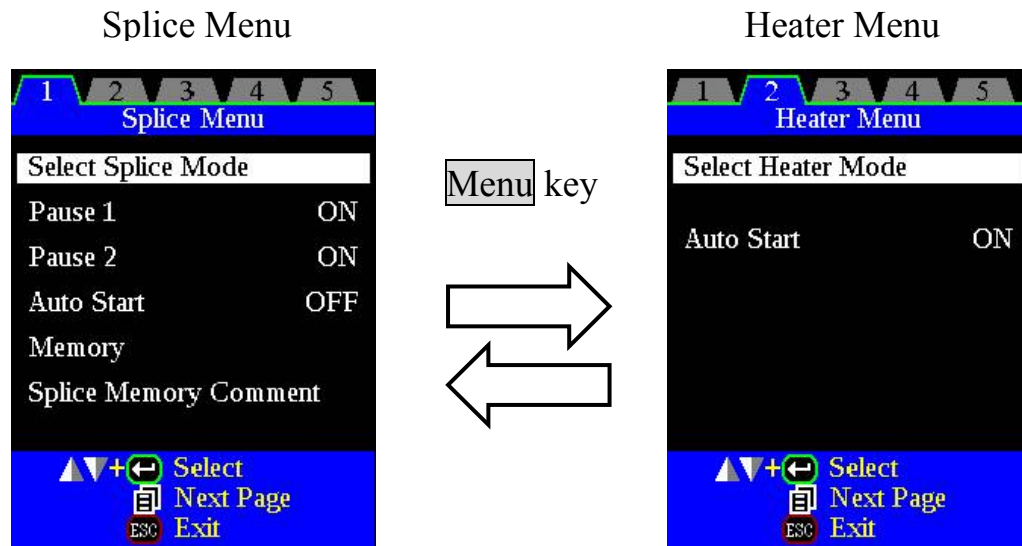 Splice Menu
1 2 3 4 5
Splice Menu
Select Splice Mode
Pause 1 ON
Pause 2 ON
Auto Start OFF
Memory
Splice Memory Comment
+ Select
Next Page
ESC Exit
Menu key
Heater Menu
1 2 3 4 5
Heater Menu
Select Heater Mode
Auto Start ON
+ Select
Next Page
ESC Exit